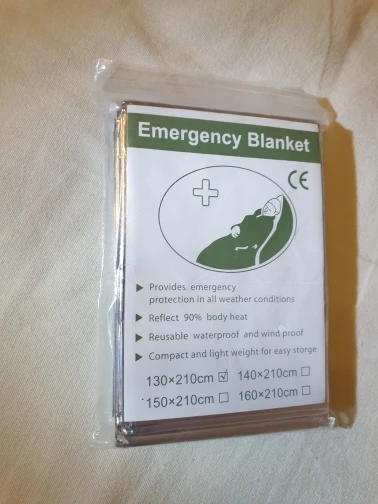 Emergency Blanket
CE
Provides emergency
protection in all weather conditions
Reflect 90% body heat
Reusable waterproof and wind proof
Compact and light weight for easy storge
130×210cm ☑ 140×210cm ☐
150×210cm ☐ 160×210cm ☐